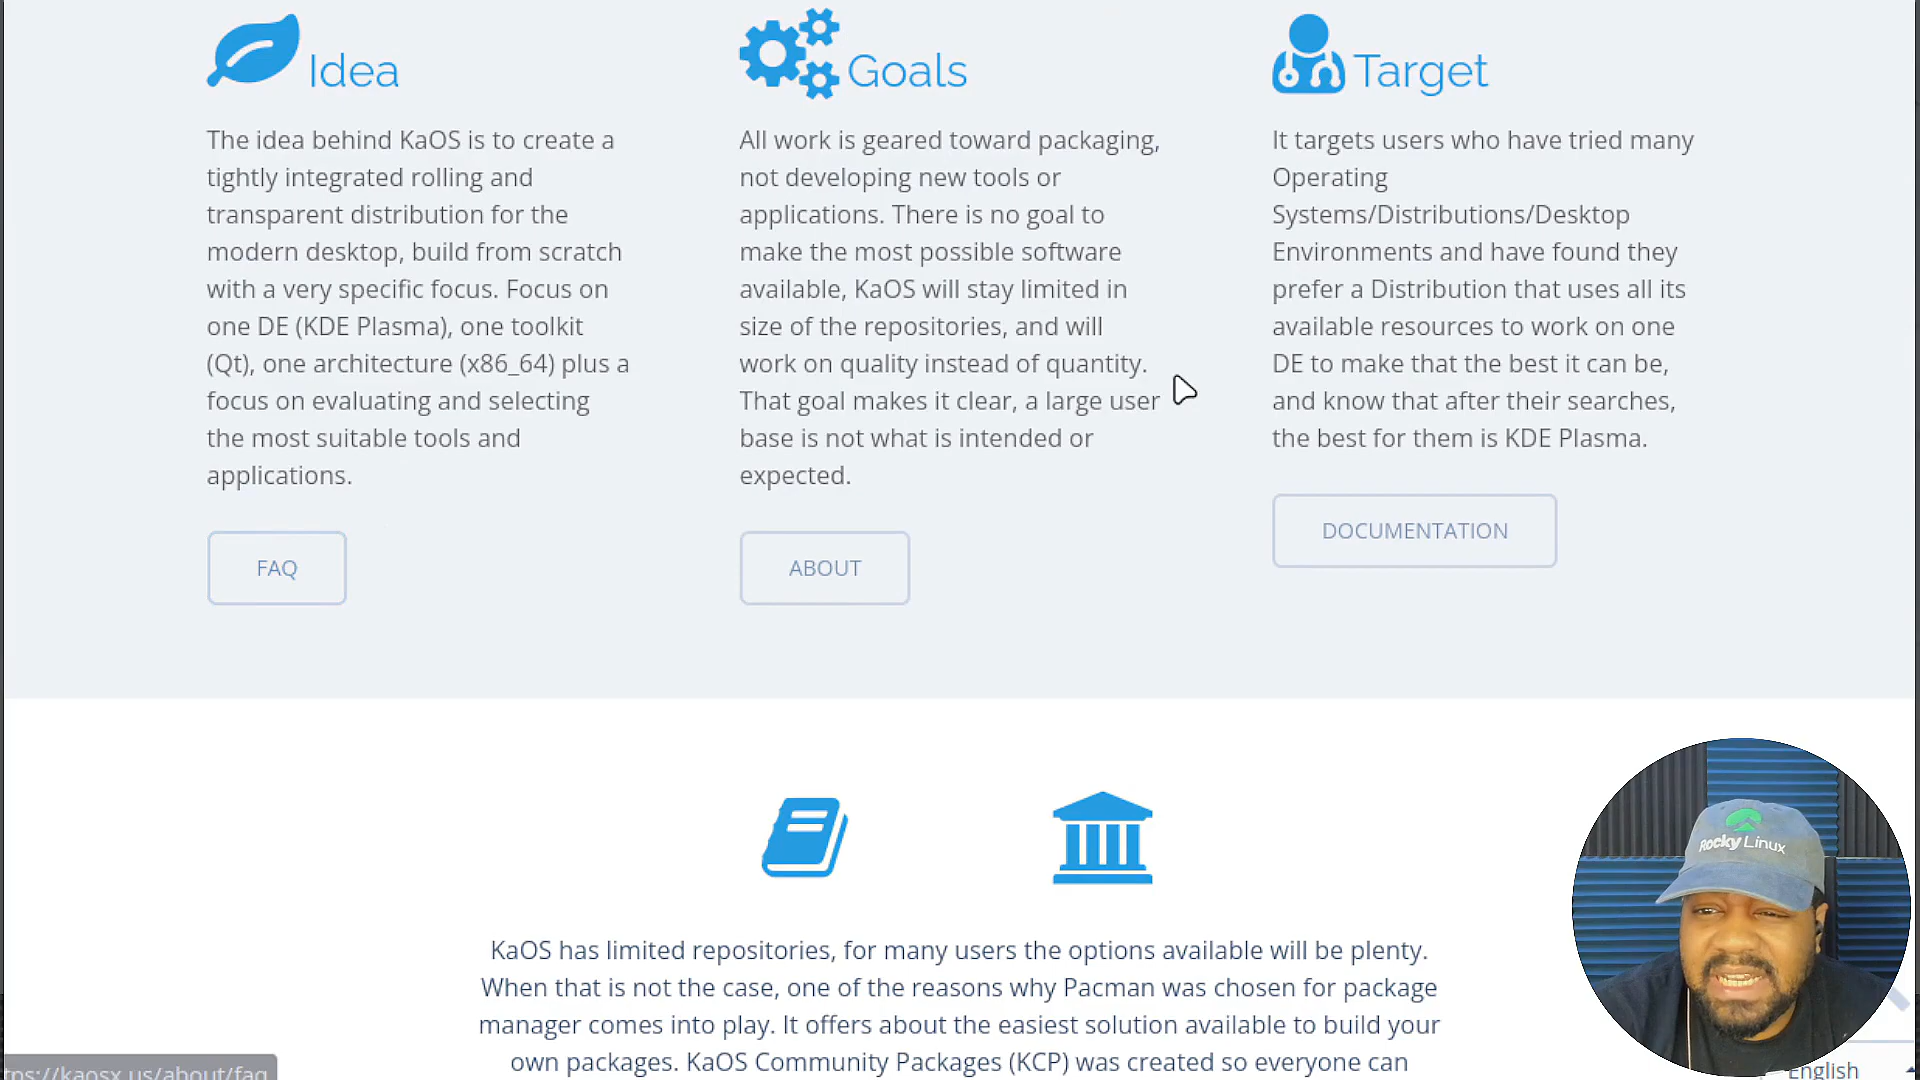 Idea
The idea behind KaOS is to create a
tightly integrated rolling and
transparent distribution for the
modern desktop, build from scratch
with a very specific focus. Focus on
one DE (KDE Plasma), one toolkit
(Qt), one architecture (x86_64) plus a
focus on evaluating and selecting
the most suitable tools and
applications.
FAQ
Goals
All work is geared toward packaging,
not developing new tools or
applications. There is no goal to
make the most possible software
available, KaOS will stay limited in
size of the repositories, and will
work on quality instead of quantity.
That goal makes it clear, a large user
base is not what is intended or
expected.
ABOUT
Target
It targets users who have tried many
Operating
Systems/Distributions/Desktop
Environments and have found they
prefer a Distribution that uses all its
available resources to work on one
DE to make that the best it can be,
and know that after their searches,
the best for them is KDE Plasma.
DOCUMENTATION
KaOS has limited repositories, for many users the options available will be plenty.
When that is not the case, one of the reasons why Pacman was chosen for package
manager comes into play. It offers about the easiest solution available to build your
own packages. KaOS Community Packages (KCP) was created so everyone can
Rocky Linux
tps://kaosx.us/about/faq
English